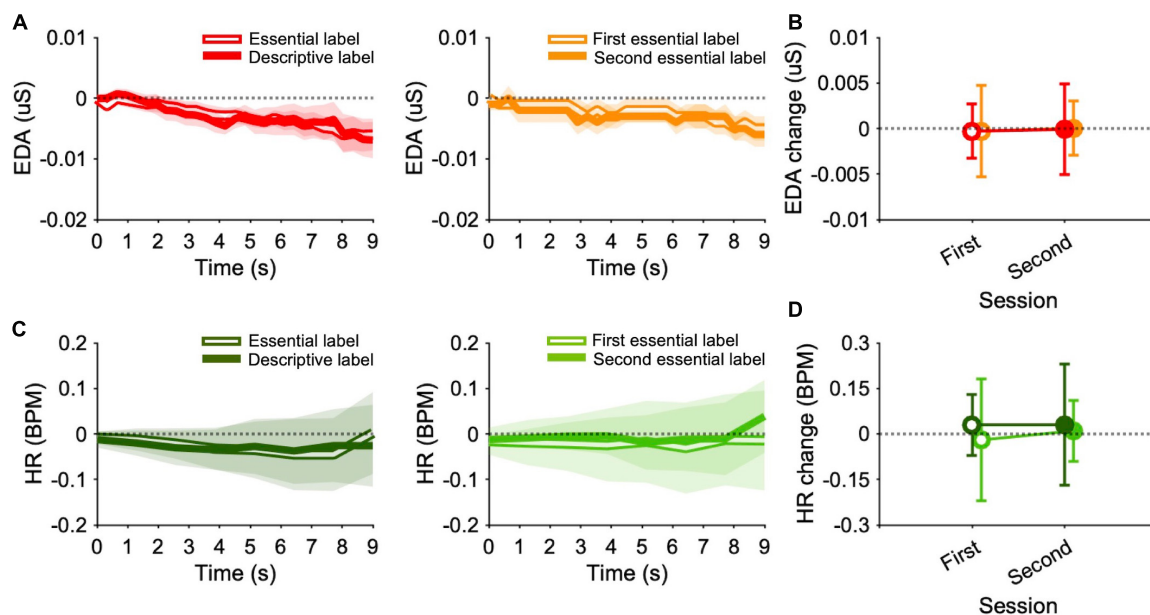 A
EDA (uS)
0.01
0
-0.01
-0.02
Essential label
Descriptive label
0 1 2 3 4 5 6 7 8 9
Time (s)
EDA (uS)
0.01
0
-0.01
-0.02
First essential label
Second essential label
0 1 2 3 4 5 6 7 8 9
Time (s)
B
EDA change (uS)
0.01
0.005
0
-0.005
-0.01
First
Second
Session
C
HR (BPM)
0.2
0.1
0
-0.1
-0.2
Essential label
Descriptive label
0 1 2 3 4 5 6 7 8 9
Time (s)
HR (BPM)
0.2
0.1
0
-0.1
-0.2
First essential label
Second essential label
0 1 2 3 4 5 6 7 8 9
Time (s)
D
HR change (BPM)
0.3
0.15
0
-0.15
-0.3
First
Second
Session